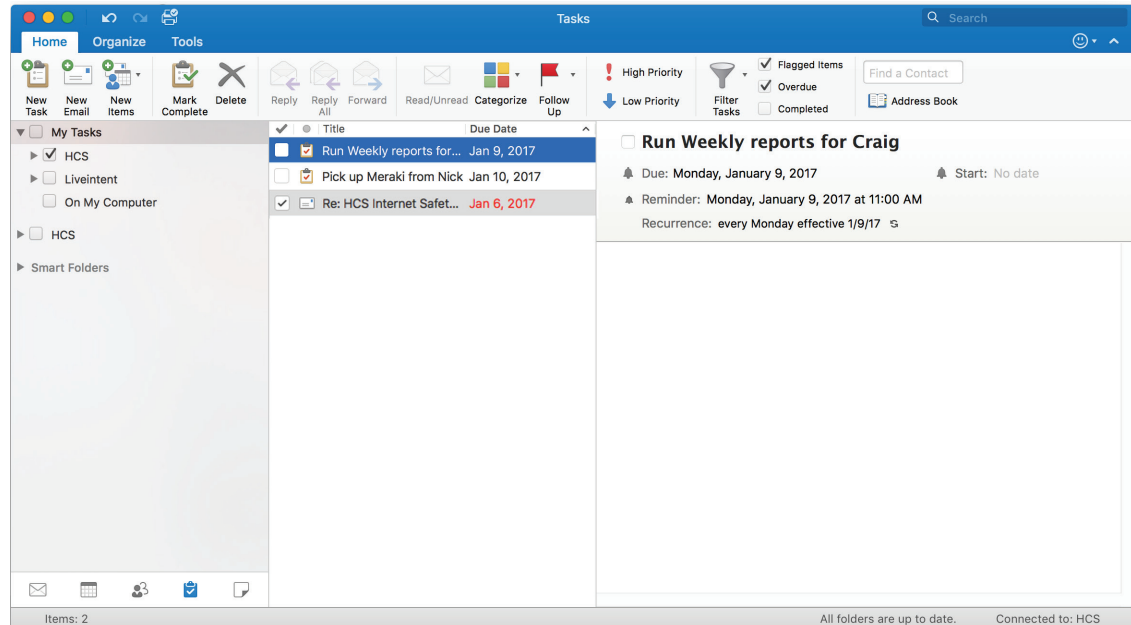 Tasks
Search
Home Organize Tools
New Task
New Email
New Items
Mark Complete
Delete
Reply
Reply All
Forward
Read/Unread
Categorize
Follow Up
High Priority
Low Priority
Filter Tasks
Flagged Items
Overdue
Completed
Find a Contact
Address Book
My Tasks
HCS
Liveintent
On My Computer
HCS
Smart Folders
Title Due Date
Run Weekly reports for... Jan 9, 2017
Pick up Meraki from Nick Jan 10, 2017
Re: HCS Internet Safet... Jan 6, 2017
Run Weekly reports for Craig
Due: Monday, January 9, 2017 Start: No date
Reminder: Monday, January 9, 2017 at 11:00 AM
Recurrence: every Monday effective 1/9/17
Items: 2 All folders are up to date. Connected to: HCS